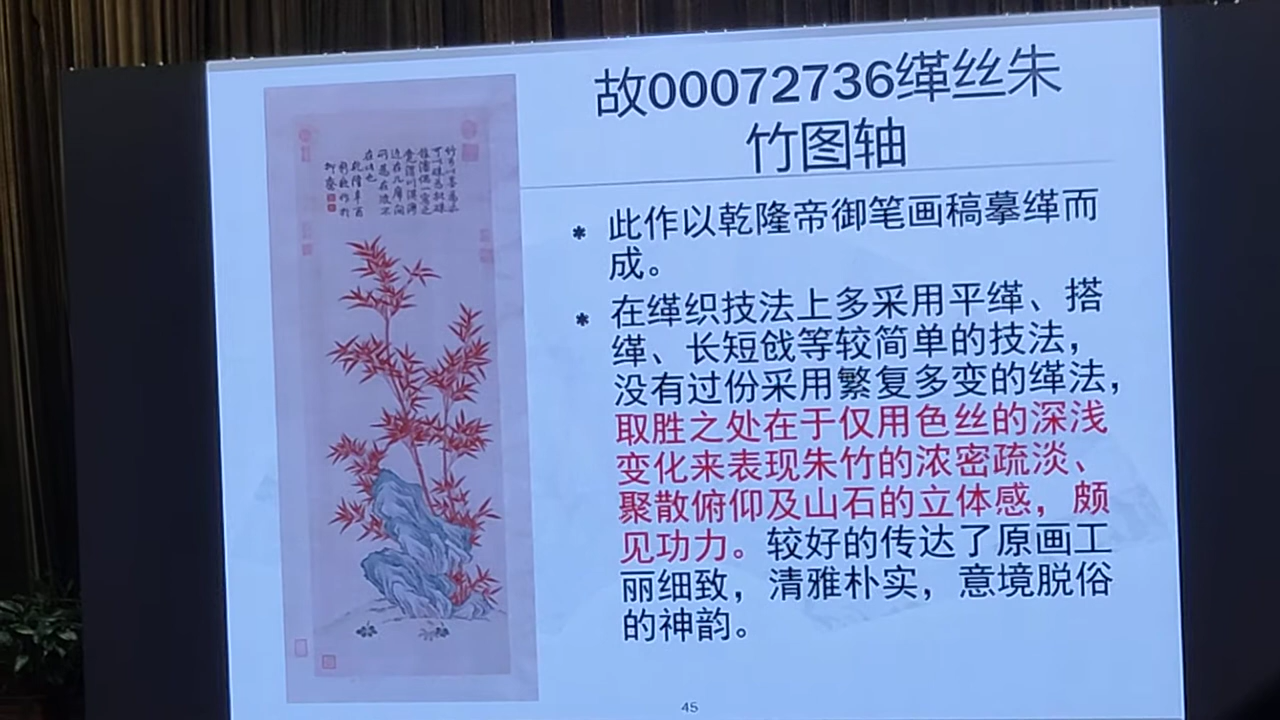 故00072736缂丝朱
竹图轴
* 此作以乾隆帝御笔画稿摹缂而
成。
* 在缂织技法上多采用平缂、搭
缂、长短戗等较简单的技法，
没有过份采用繁复多变的缂法，
取胜之处在于仅用色丝的深浅
变化来表现朱竹的浓密疏淡、
聚散俯仰及山石的立体感，颇
见功力。较好的传达了原画工
丽细致，清雅朴实，意境脱俗
的神韵。
45